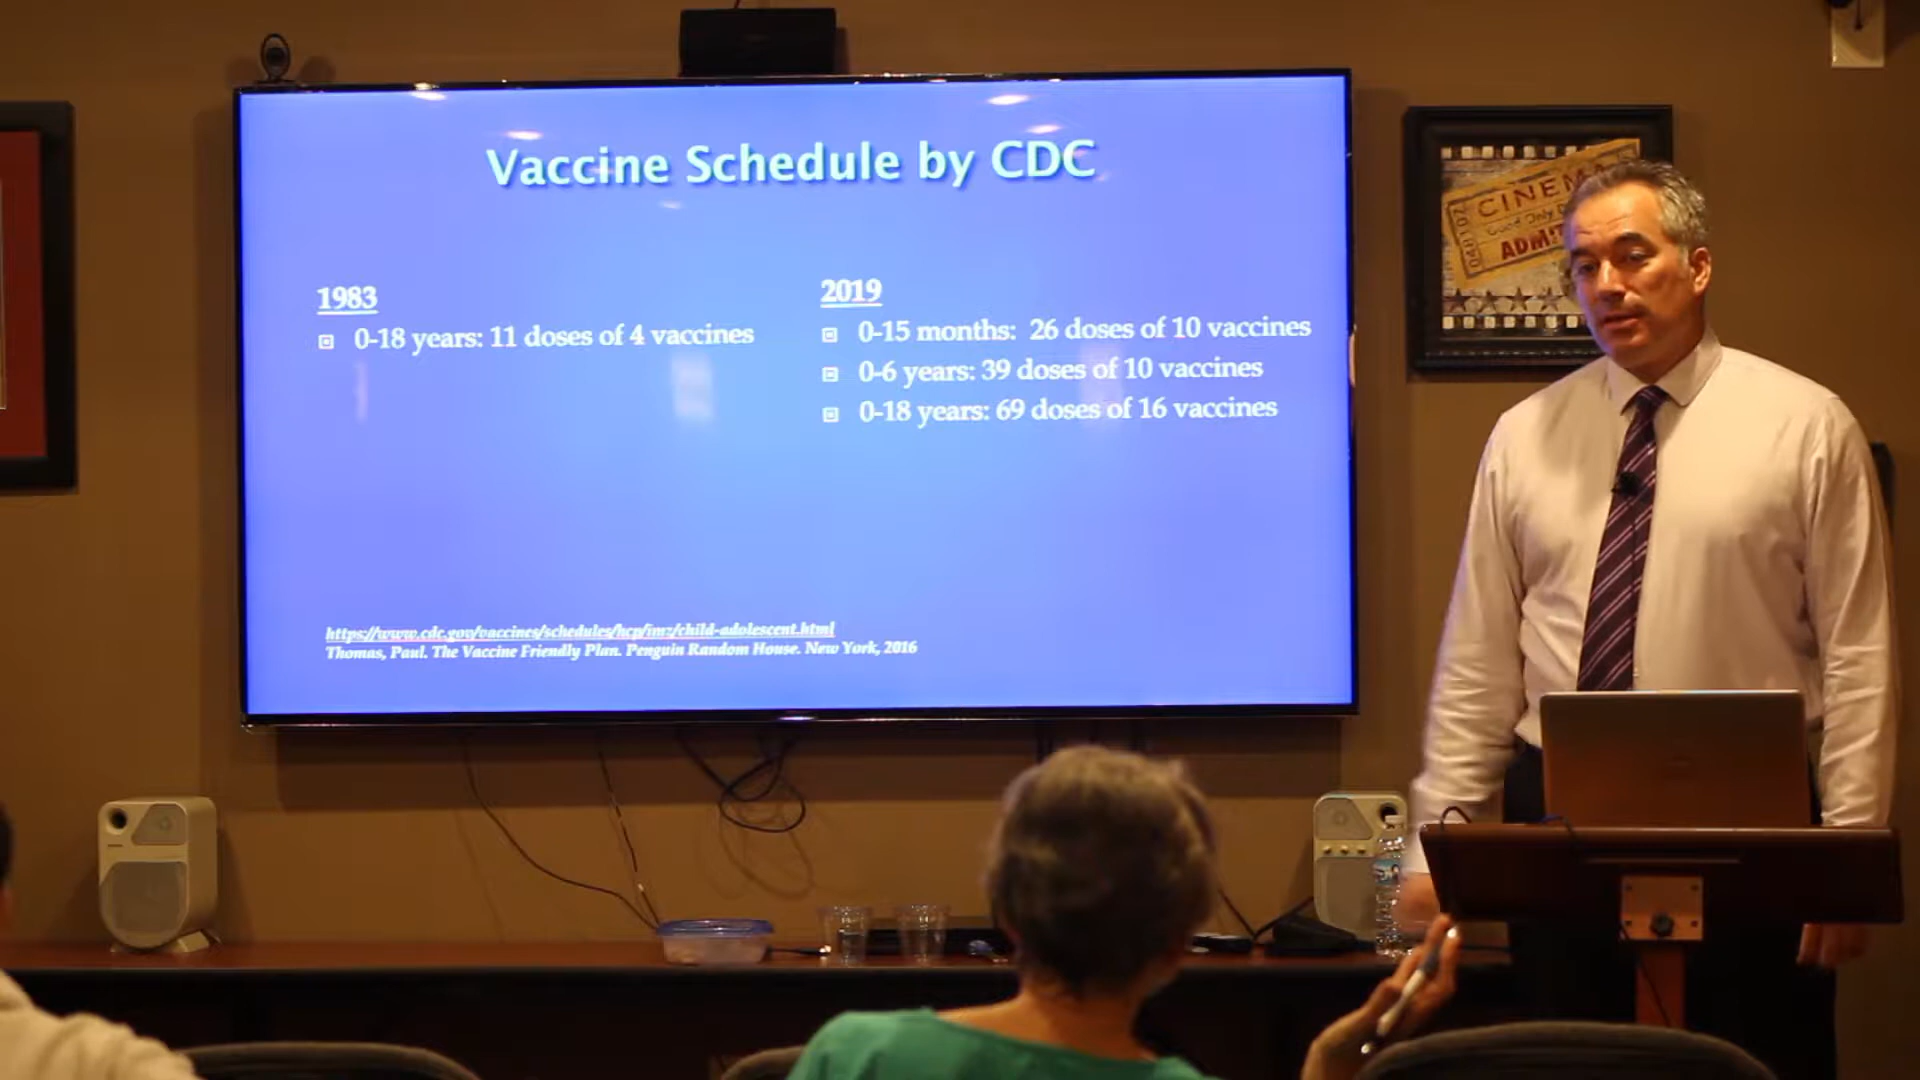 Vaccine Schedule by CDC
1983
0-18 years: 11 doses of 4 vaccines
2019
0-15 months: 26 doses of 10 vaccines
0-6 years: 39 doses of 10 vaccines
0-18 years: 69 doses of 16 vaccines
https://www.cdc.gov/vaccines/schedules/hcp/imz/child-adolescent.html
Thomas, Paul. The Vaccine Friendly Plan. Penguin Random House. New York, 2016
CINEMA
Good Only
ADMIT